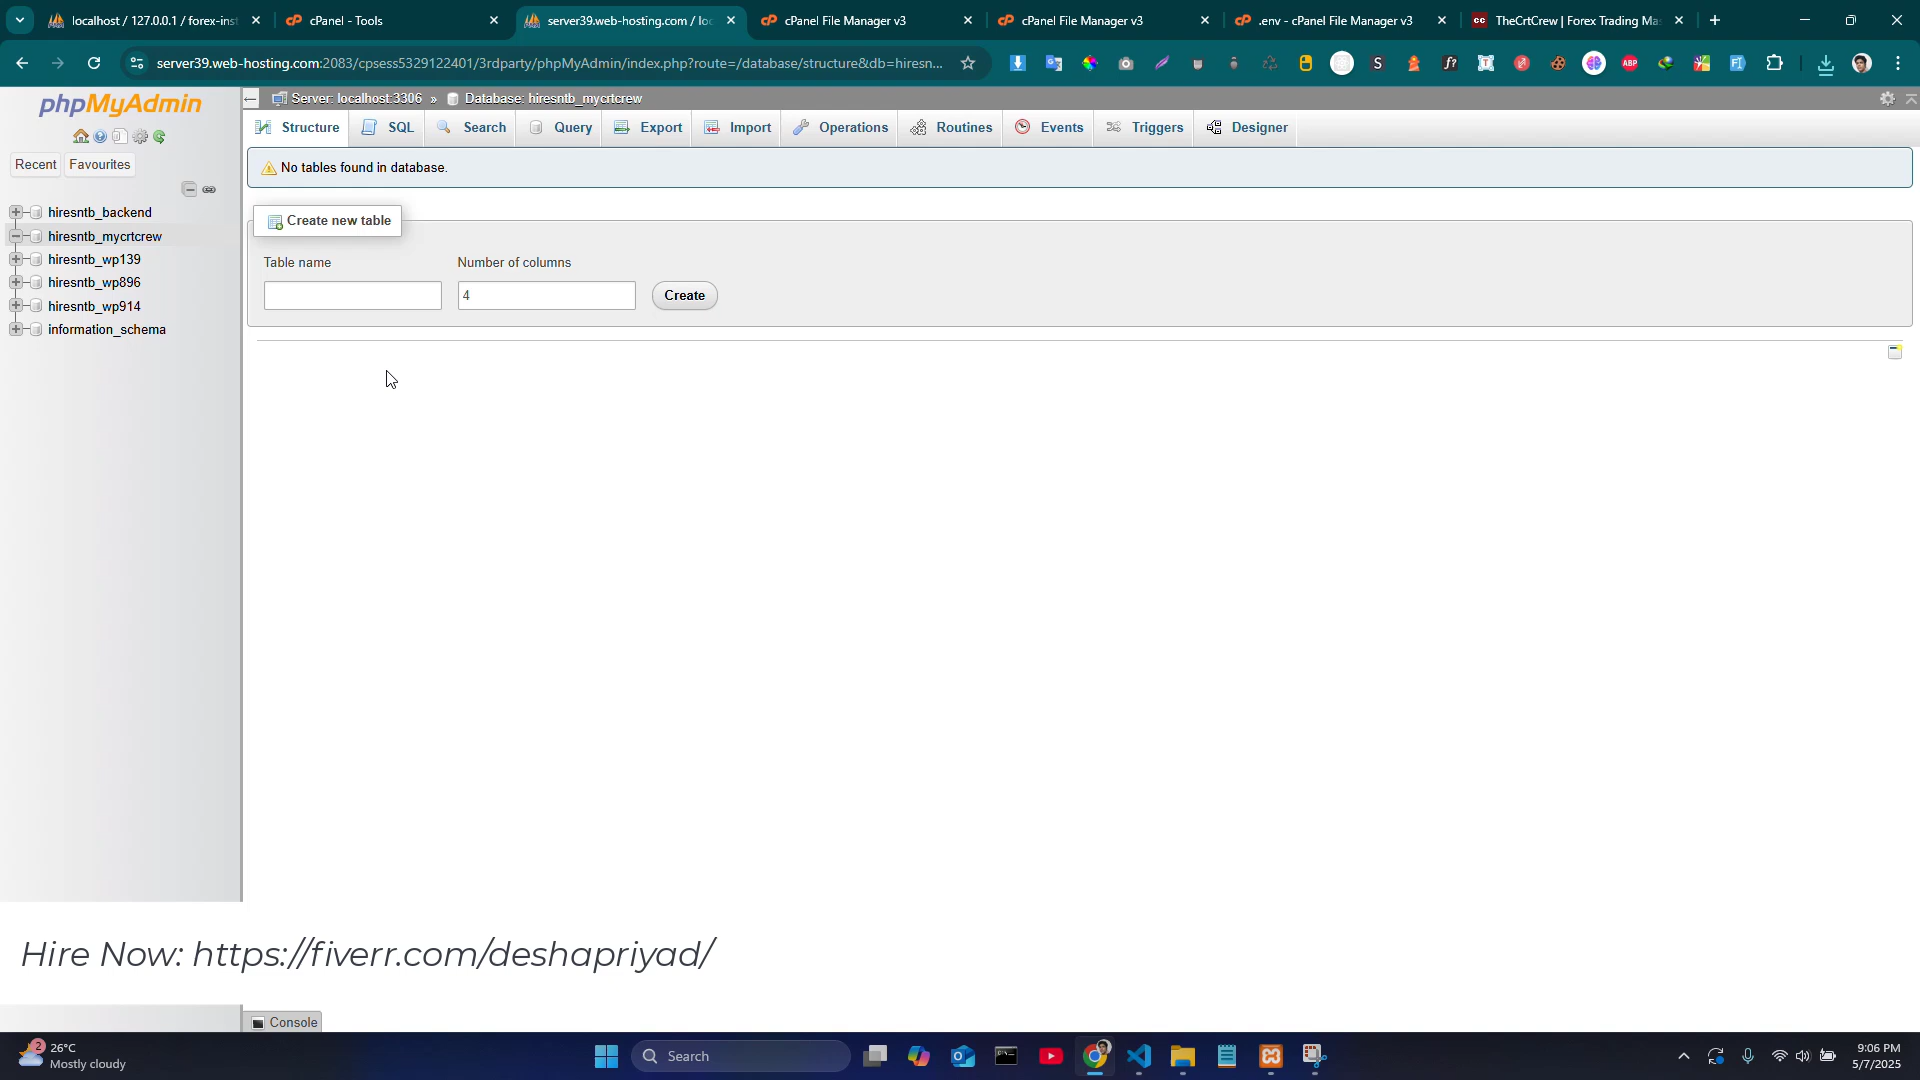 localhost / 127.0.0.1 / forex-inst
cPanel - Tools
server39.web-hosting.com / loc
cPanel File Manager v3
cPanel File Manager v3
.env - cPanel File Manager v3
TheCrtCrew | Forex Trading Ma
server39.web-hosting.com:2083/cpsess5329122401/3rdparty/phpMyAdmin/index.php?route=/database/structure&db=hiresn...
phpMyAdmin
Recent
Favourites
hiresntb_backend
hiresntb_mycrtcrew
hiresntb_wp139
hiresntb_wp896
hiresntb_wp914
information_schema
Server: localhost:3306 » Database: hiresntb_mycrtcrew
Structure
SQL
Search
Query
Export
Import
Operations
Routines
Events
Triggers
Designer
No tables found in database.
Create new table
Table name
Number of columns
4
Create
Hire Now: https://fiverr.com/deshapriyad/
Console
2
26°C
Mostly cloudy
Search
9:06 PM
5/7/2025